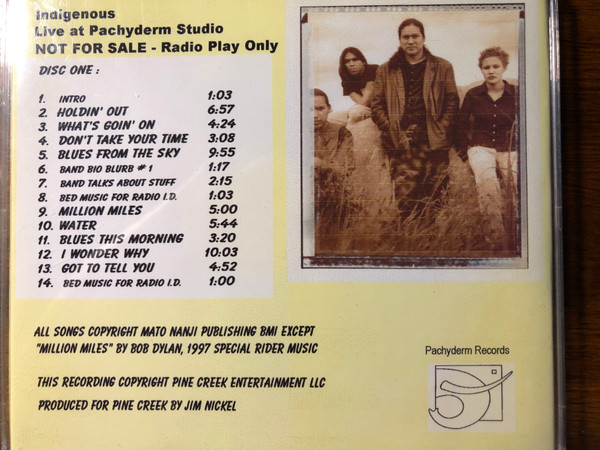 Indigenous
Live at Pachyderm Studio
NOT FOR SALE - Radio Play Only
DISC ONE :
1. INTRO 1:03
2. HOLDIN' OUT 6:57
3. WHAT'S GOIN' ON 4:24
4. DON'T TAKE YOUR TIME 3:08
5. BLUES FROM THE SKY 9:55
6. BAND BIO BLURB # 1 1:17
7. BAND TALKS ABOUT STUFF 2:15
8. BED MUSIC FOR RADIO I.D. 1:03
9. MILLION MILES 5:00
10. WATER 5:44
11. BLUES THIS MORNING 3:20
12. I WONDER WHY 10:03
13. GOT TO TELL YOU 4:52
14. BED MUSIC FOR RADIO I.D. 1:00
ALL SONGS COPYRIGHT MATO NANJI PUBLISHING BMI EXCEPT
"MILLION MILES" BY BOB DYLAN, 1997 SPECIAL RIDER MUSIC
THIS RECORDING COPYRIGHT PINE CREEK ENTERTAINMENT LLC
PRODUCED FOR PINE CREEK BY JIM NICKEL
Pachyderm Records